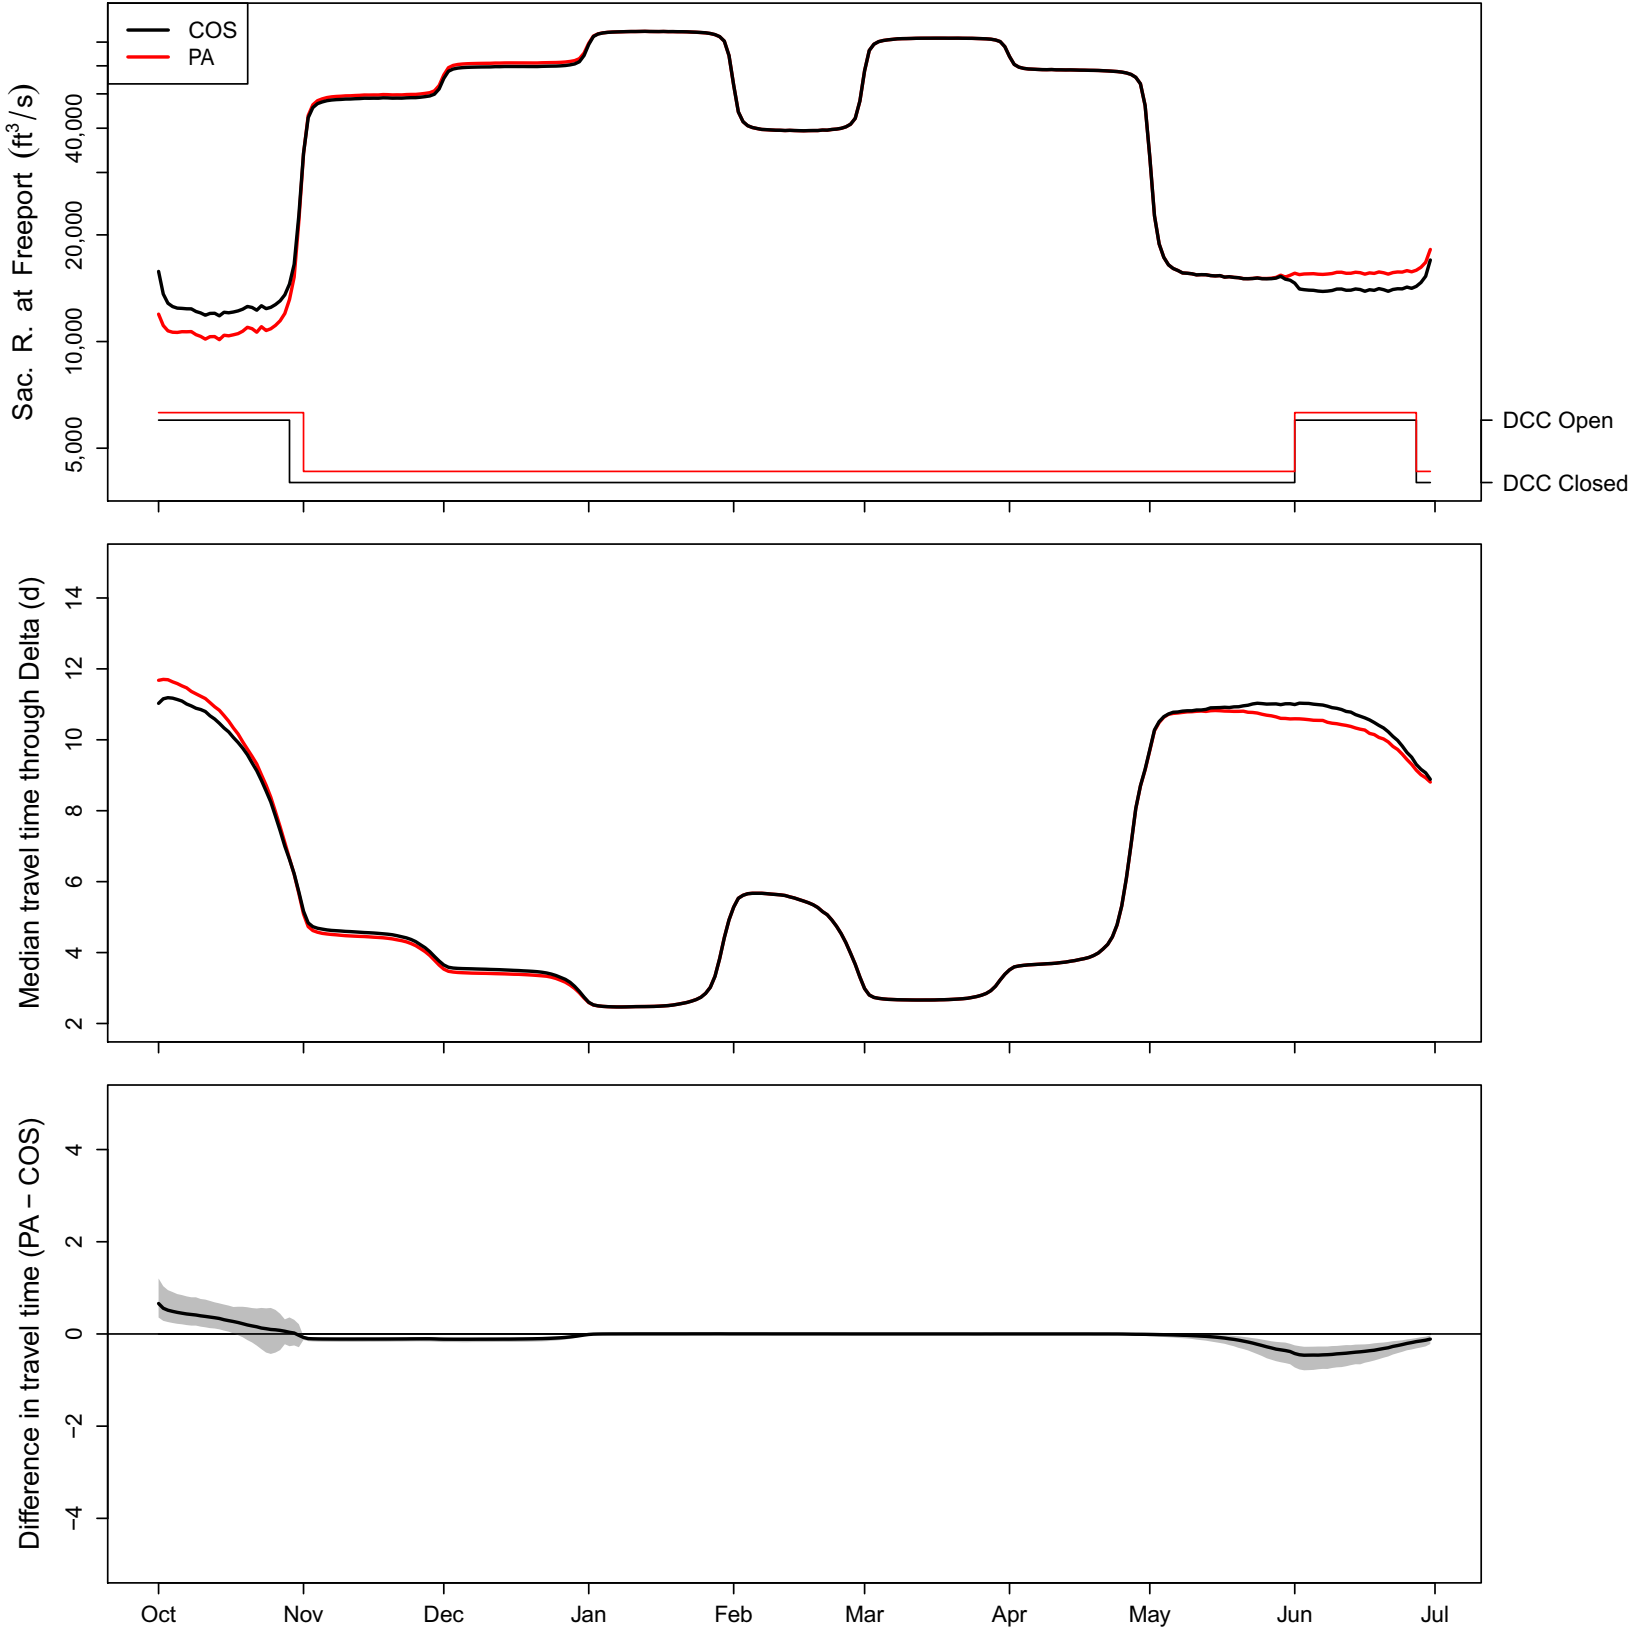 COS
PA
Sac. R. at Freeport (ft³/s)
40,000
20,000
10,000
5,000
DCC Open
DCC Closed
Median travel time through Delta (d)
14
12
10
8
6
4
2
Difference in travel time (PA − COS)
4
2
0
−2
−4
Oct Nov Dec Jan Feb Mar Apr May Jun Jul